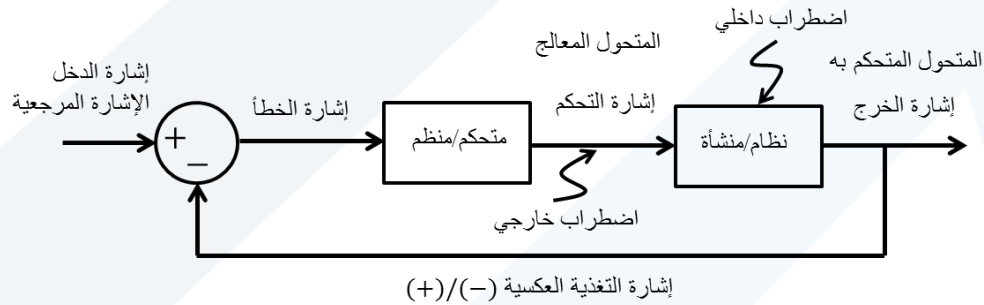 اضطراب داخلي
المتحول المعالج
المتحول المتحكم به
إشارة الدخل
الإشارة المرجعية
إشارة الخطأ
إشارة التحكم
إشارة الخرج
+
−
متحكم/منظم
نظام/منشأة
اضطراب خارجي
إشارة التغذية العكسية (−)/(+)